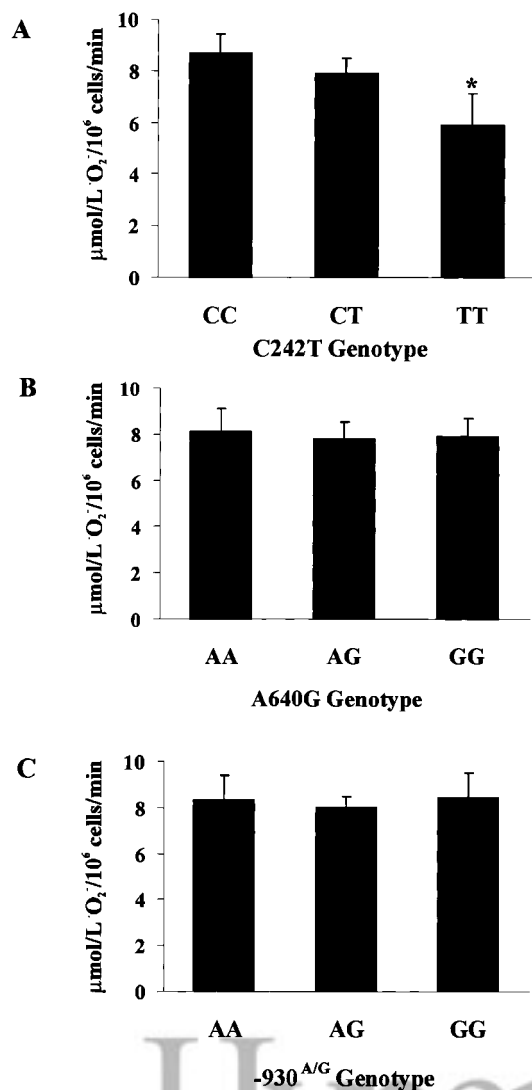 A
μmol/L ·O₂⁻/10⁶ cells/min
10
8
6
4
2
0
*
CC CT TT
C242T Genotype
B
μmol/L ·O₂⁻/10⁶ cells/min
10
8
6
4
2
0
AA AG GG
A640G Genotype
C
μmol/L ·O₂⁻/10⁶ cells/min
10
8
6
4
2
0
AA AG GG
-930 A/G Genotype